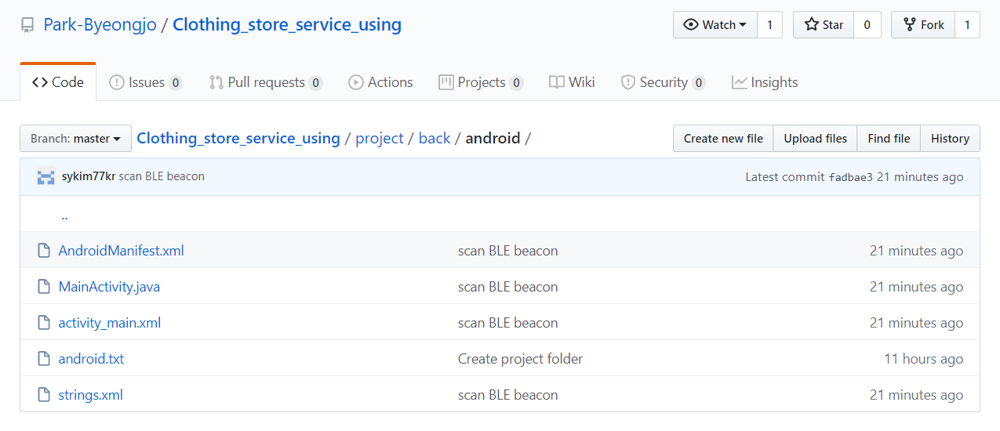 Park-Byeongjo / Clothing_store_service_using Watch 1 Star 0 Fork 1
Code Issues 0 Pull requests 0 Actions Projects 0 Wiki Security 0 Insights
Branch: master Clothing_store_service_using / project / back / android / Create new file Upload files Find file History
sykim77kr scan BLE beacon Latest commit fadbae3 21 minutes ago
..
AndroidManifest.xml scan BLE beacon 21 minutes ago
MainActivity.java scan BLE beacon 21 minutes ago
activity_main.xml scan BLE beacon 21 minutes ago
android.txt Create project folder 11 hours ago
strings.xml scan BLE beacon 21 minutes ago